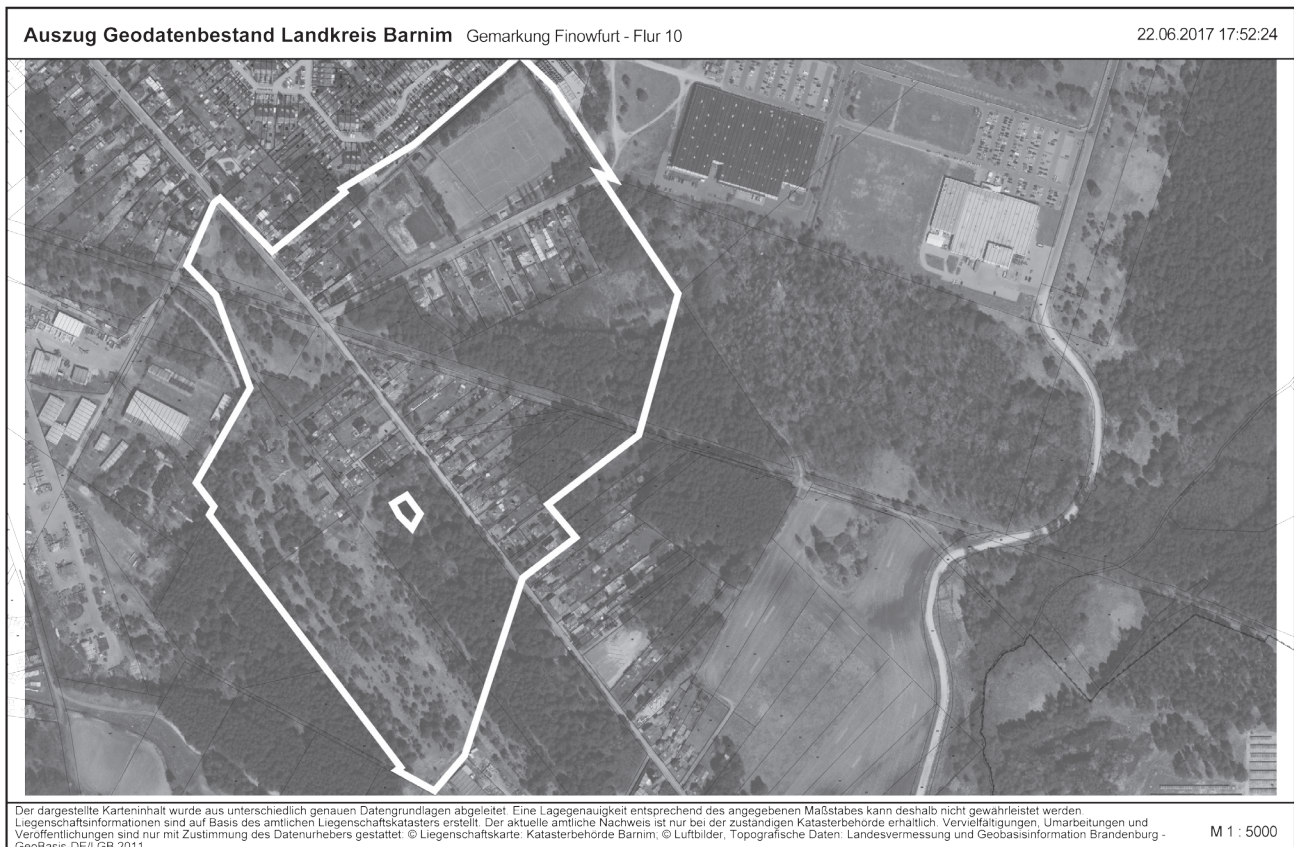 Auszug Geodatenbestand Landkreis Barnim Gemarkung Finowfurt - Flur 10 22.06.2017 17:52:24
Der dargestellte Karteninhalt wurde aus unterschiedlich genauen Datengrundlagen abgeleitet. Eine Lagegenauigkeit entsprechend des angegebenen Maßstabes kann deshalb nicht gewährleistet werden.
Liegenschaftsinformationen sind auf Basis des amtlichen Liegenschaftskatasters erstellt. Der aktuelle amtliche Nachweis ist nur bei der zuständigen Katasterbehörde erhältlich. Vervielfältigungen, Umarbeitungen und
Veröffentlichungen sind nur mit Zustimmung des Datenurhebers gestattet: © Liegenschaftskarte: Katasterbehörde Barnim, © Luftbilder, Topografische Daten: Landesvermessung und Geobasisinformation Brandenburg -
GeoBasis-DE/LGB 2011
M 1 : 5000